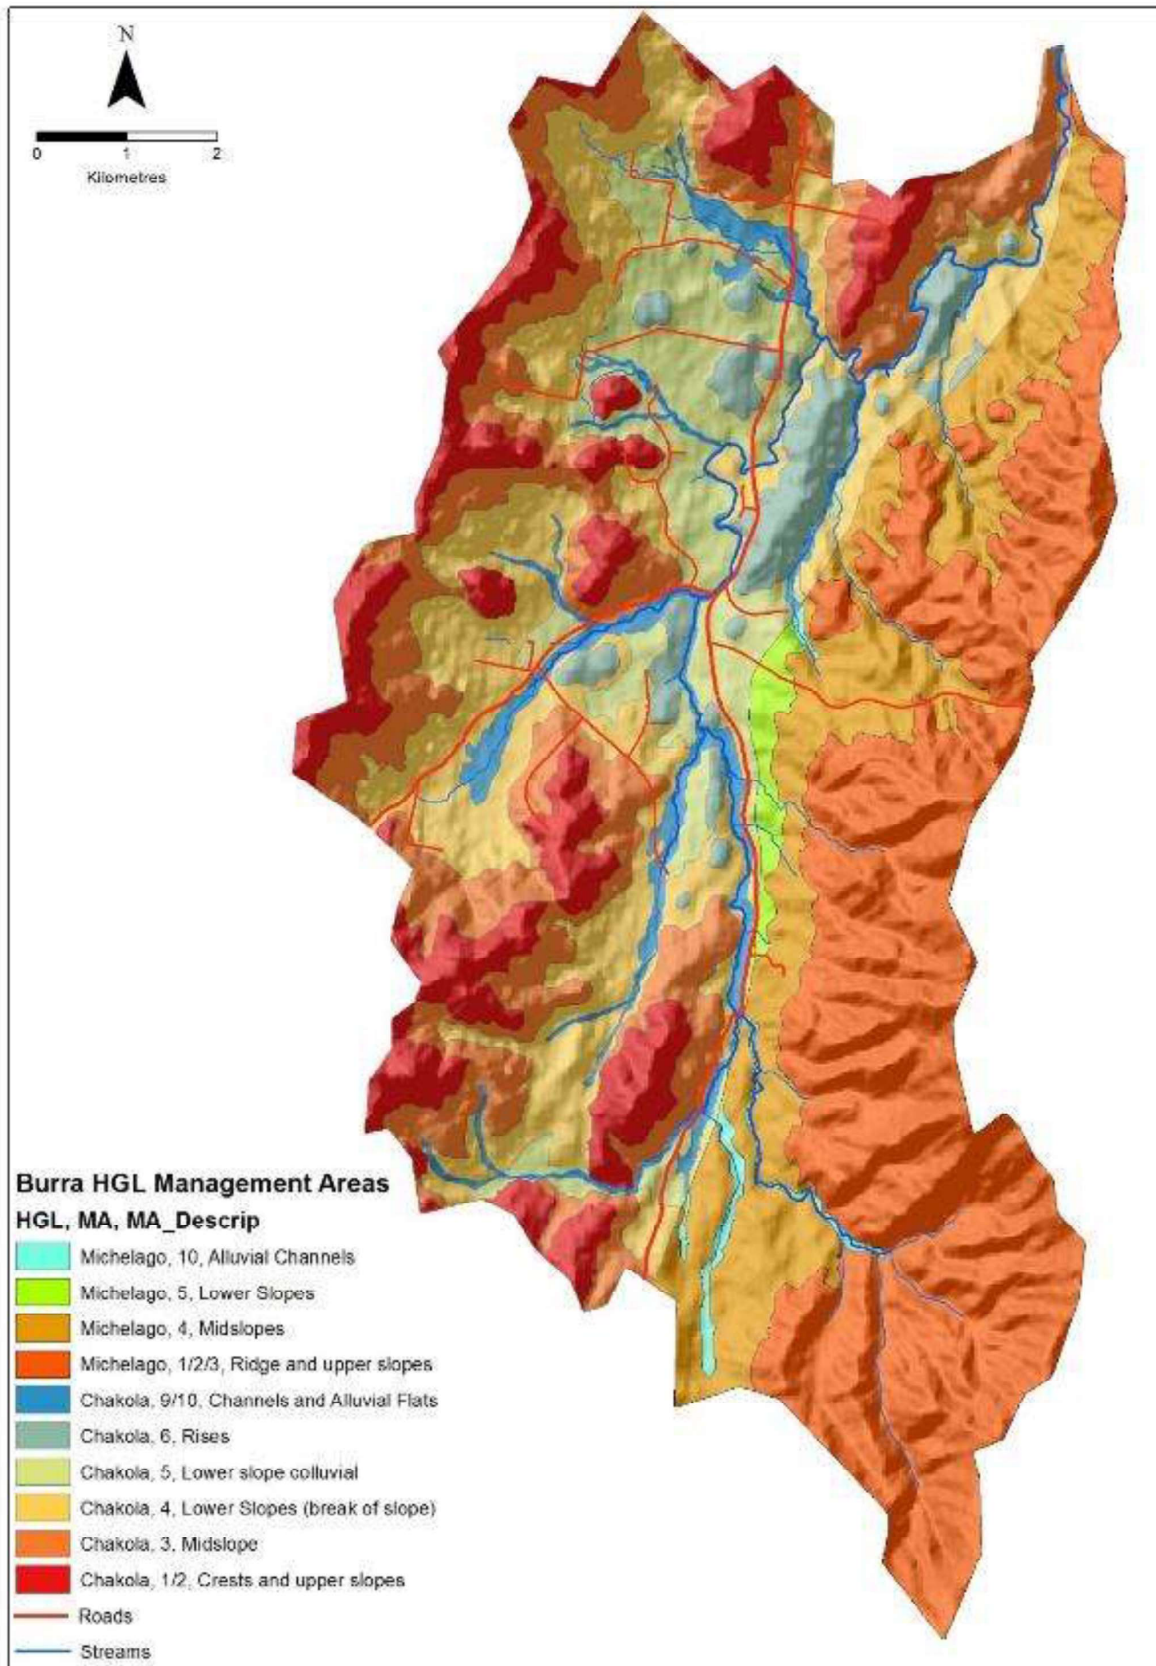 N
0 1 2
Kilometres
Burra HGL Management Areas
HGL, MA, MA_Descrip
Michelago, 10, Alluvial Channels
Michelago, 5, Lower Slopes
Michelago, 4, Midslopes
Michelago, 1/2/3, Ridge and upper slopes
Chakola, 9/10, Channels and Alluvial Flats
Chakola, 6, Rises
Chakola, 5, Lower slope colluvial
Chakola, 4, Lower Slopes (break of slope)
Chakola, 3, Midslope
Chakola, 1/2, Crests and upper slopes
Roads
Streams